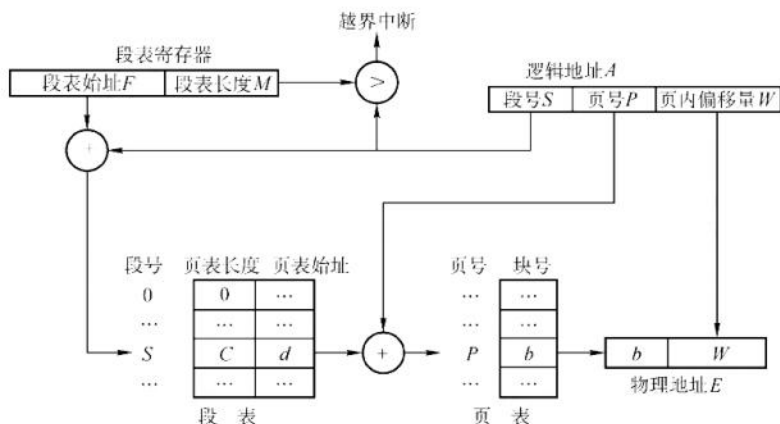 越界中断
段表寄存器
段表始址F 段表长度M
>
逻辑地址A
段号S 页号P 页内偏移量W
+
段号 页表长度 页表始址
0 0 …
… … …
S C d
… … …
段 表
+
页号 块号
… …
… …
P b
… …
页 表
b W
物理地址E